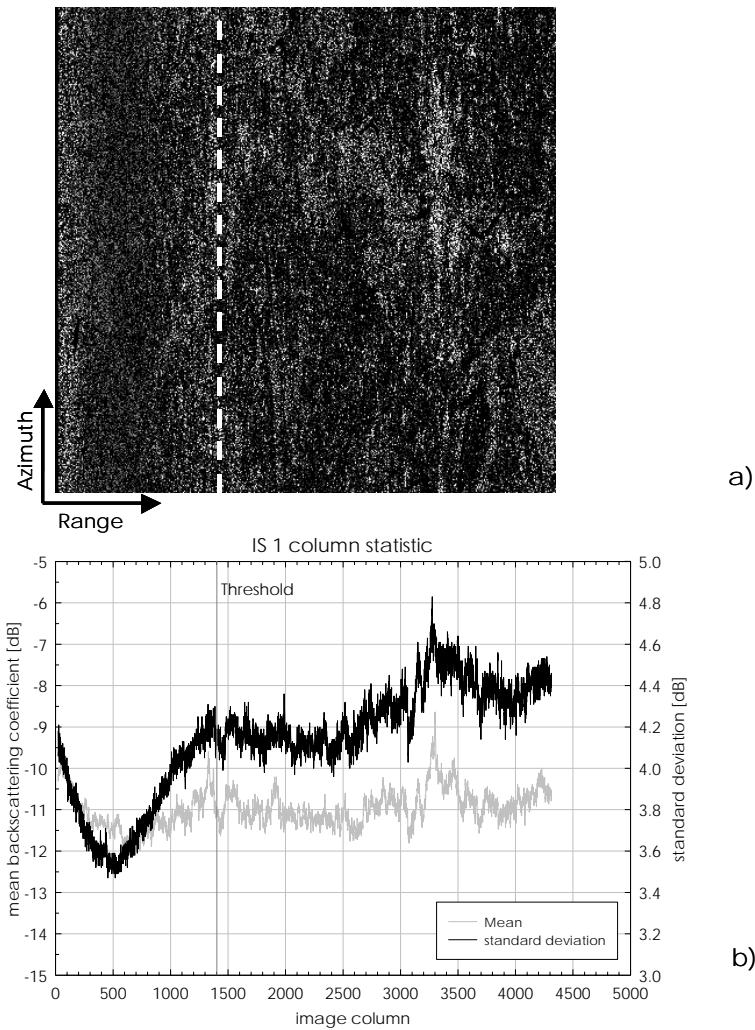 Azimuth
Range
a)
IS 1 column statistic
-5
-6
-7
-8
-9
-10
-11
-12
-13
-14
-15
mean backscattering coefficient [dB]
Threshold
5.0
4.8
4.6
4.4
4.2
4.0
3.8
3.6
3.4
3.2
3.0
standard deviation [dB]
Mean
standard deviation
b)
0 500 1000 1500 2000 2500 3000 3500 4000 4500 5000
image column